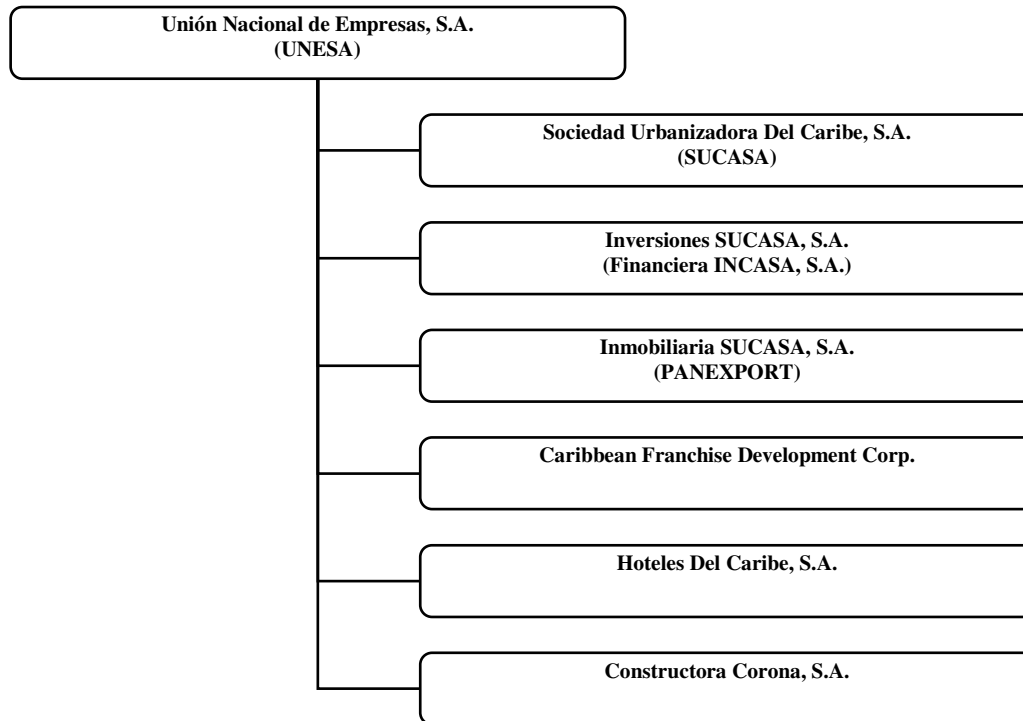 Unión Nacional de Empresas, S.A.
(UNESA)
Sociedad Urbanizadora Del Caribe, S.A.
(SUCASA)
Inversiones SUCASA, S.A.
(Financiera INCASA, S.A.)
Inmobiliaria SUCASA, S.A.
(PANEXPORT)
Caribbean Franchise Development Corp.
Hoteles Del Caribe, S.A.
Constructora Corona, S.A.